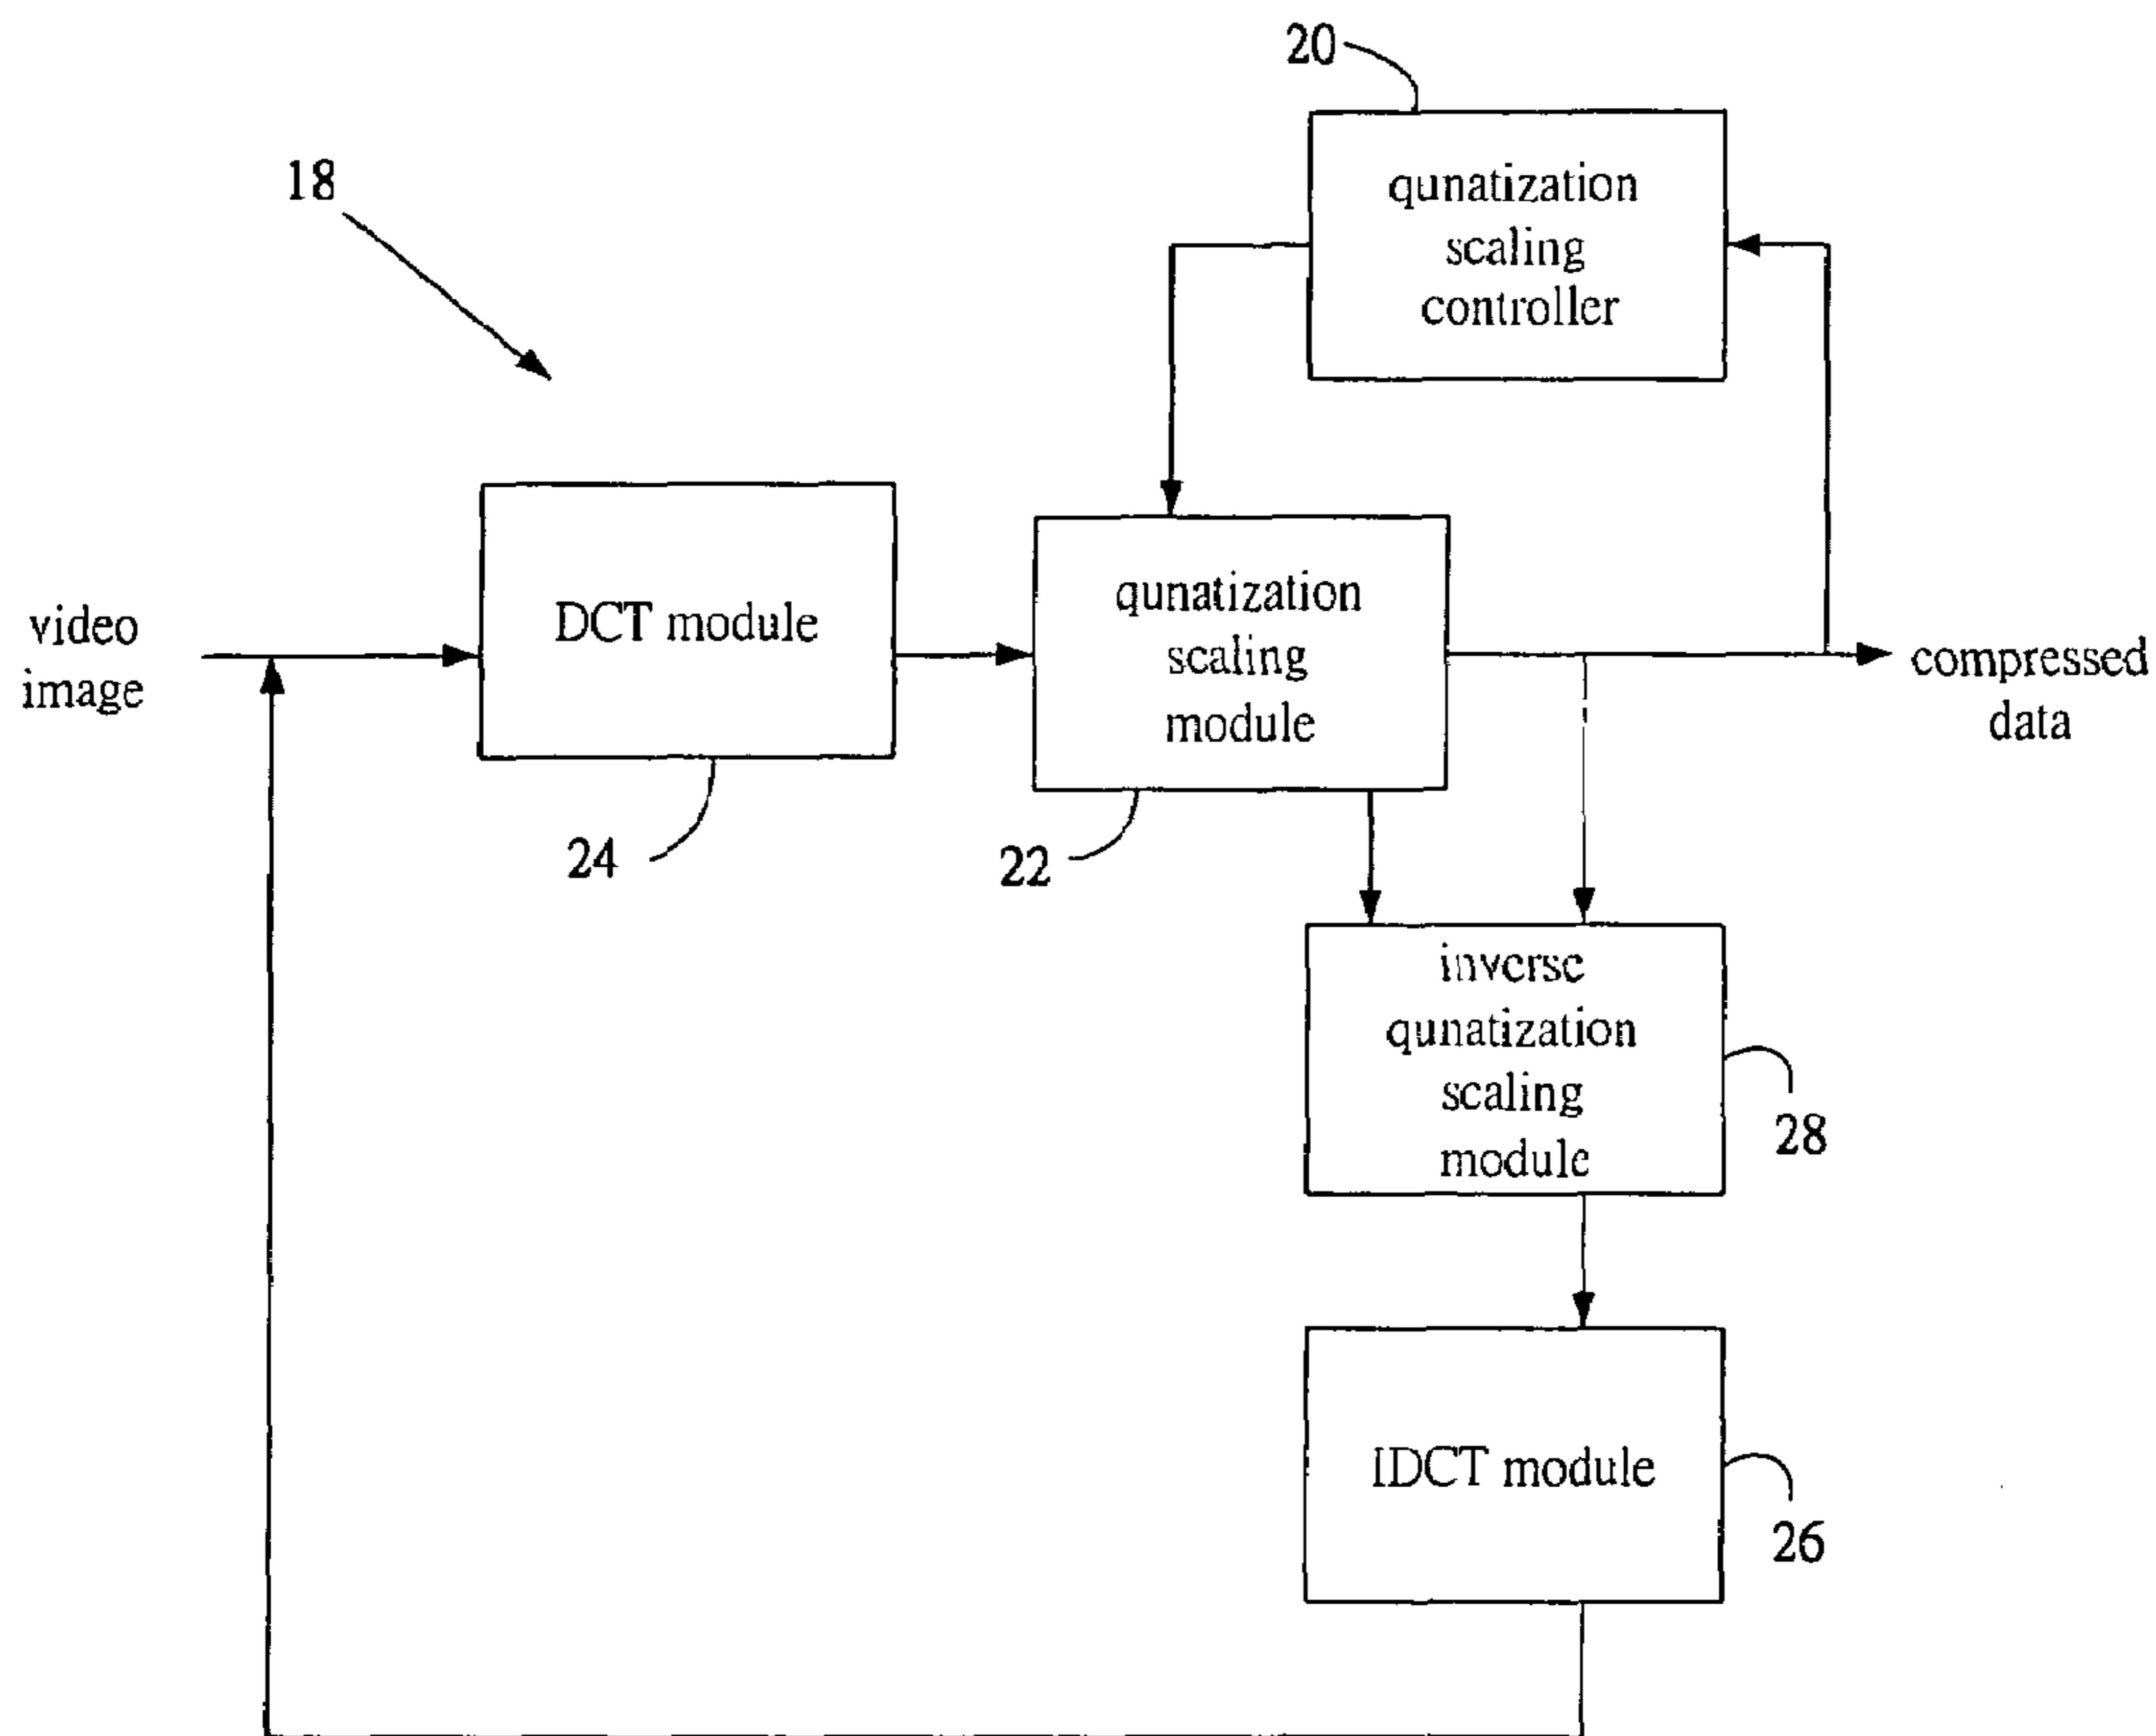 20
18
qunatization
scaling
controller
video
image
DCT module
24
qunatization
scaling
module
22
compressed
data
inverse
qunatization
scaling
module
28
IDCT module
26